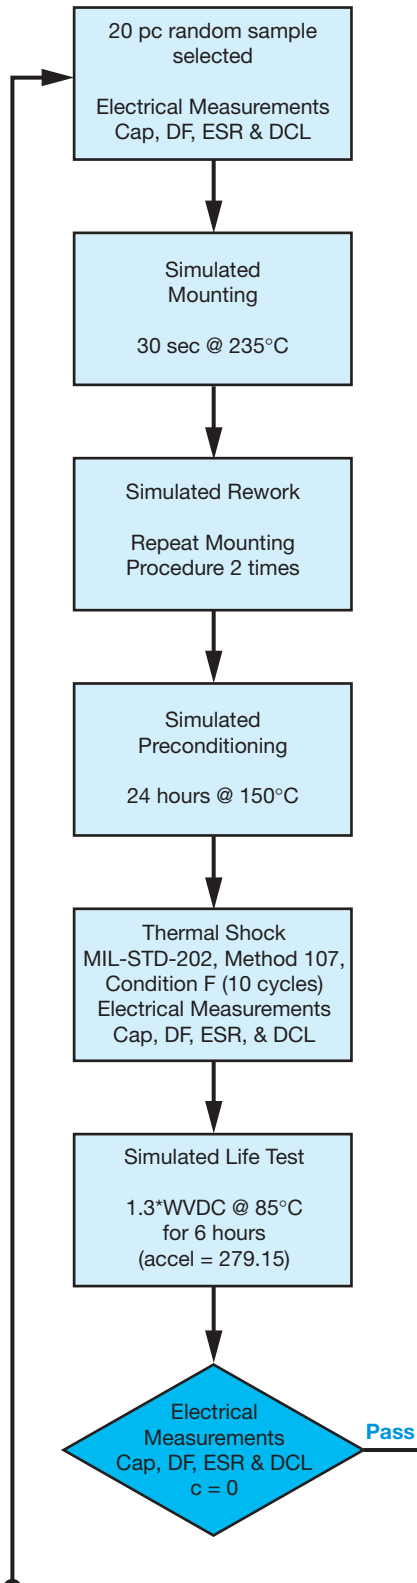 20 pc random sample
selected
Electrical Measurements
Cap, DF, ESR & DCL
Simulated
Mounting
30 sec @ 235°C
Simulated Rework
Repeat Mounting
Procedure 2 times
Simulated
Preconditioning
24 hours @ 150°C
Thermal Shock
MIL-STD-202, Method 107,
Condition F (10 cycles)
Electrical Measurements
Cap, DF, ESR, & DCL
Simulated Life Test
1.3*WVDC @ 85°C
for 6 hours
(accel = 279.15)
Electrical
Measurements
Cap, DF, ESR & DCL
c = 0
Pass